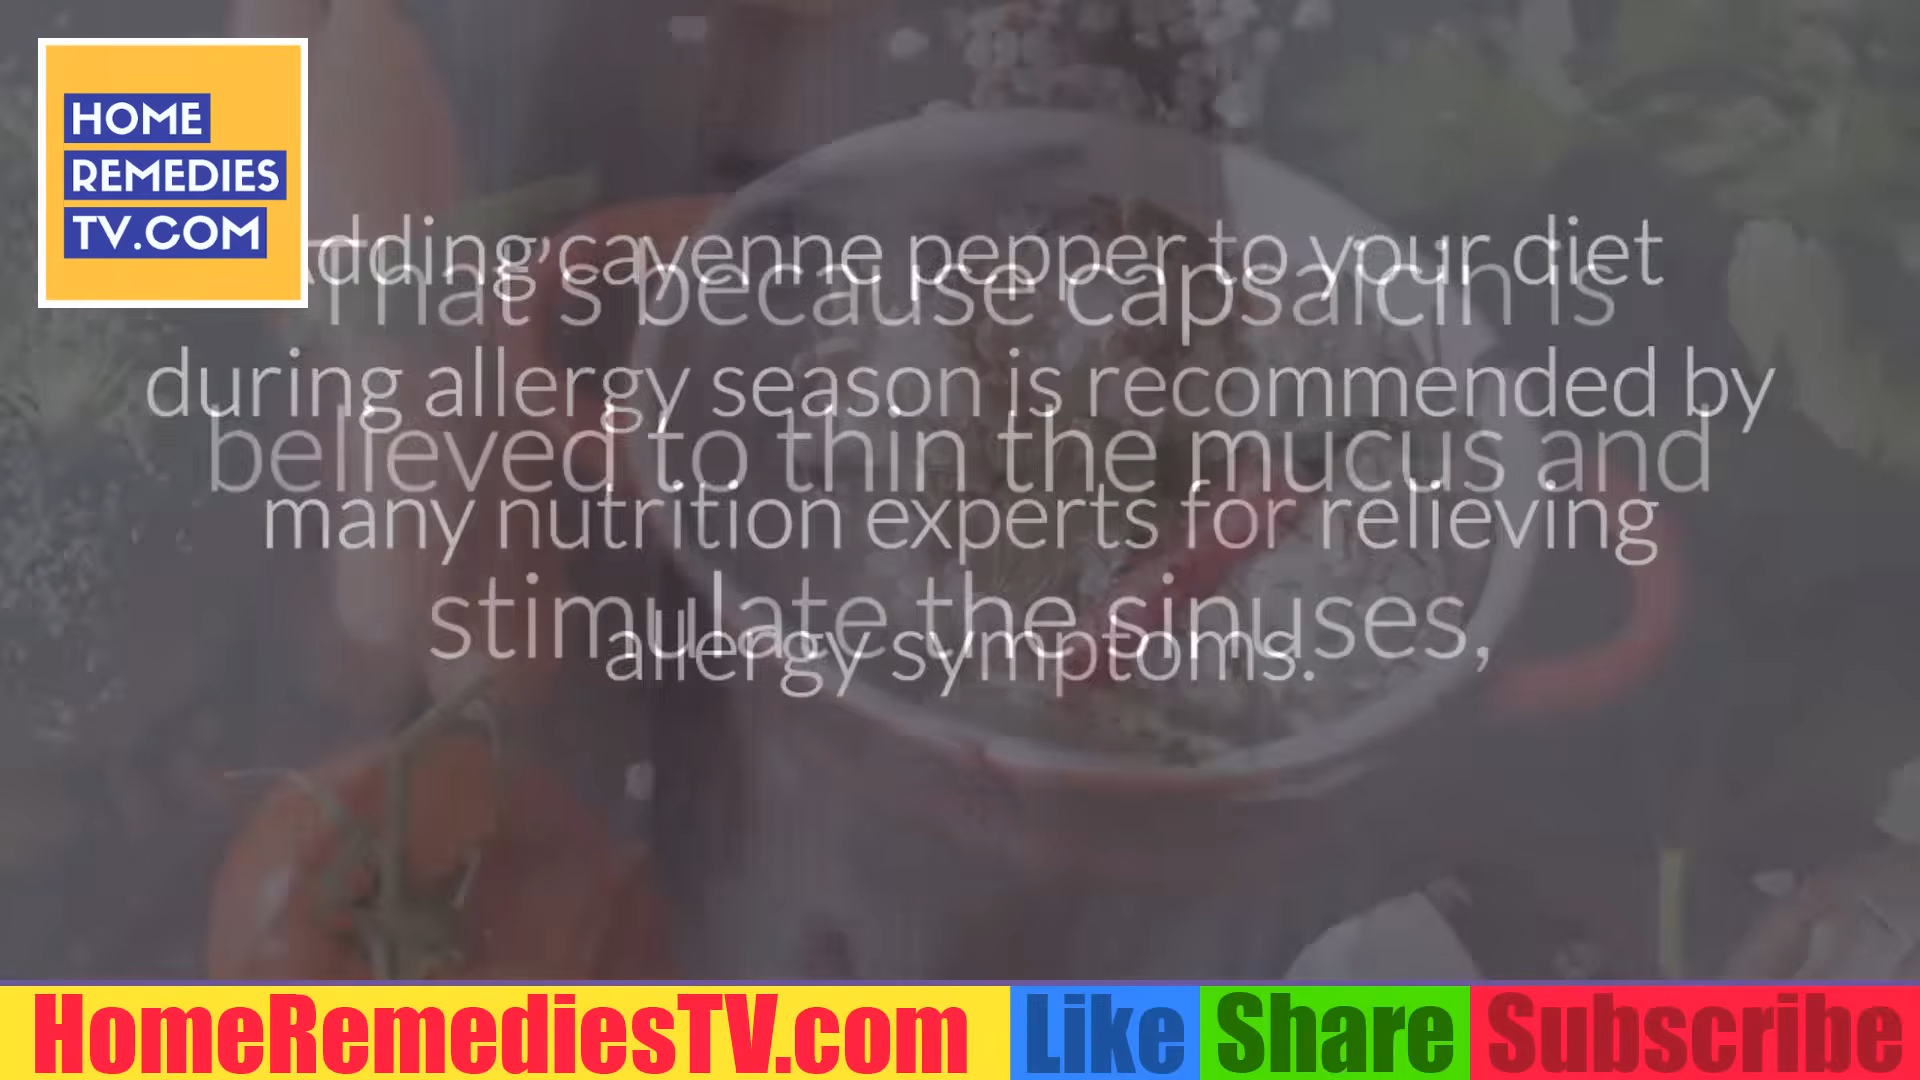 HOME
REMEDIES
TV.COM
Adding cayenne pepper to your diet
during allergy season is recommended by
many nutrition experts for relieving
allergy symptoms.
That's because capsaicin is
believed to thin the mucus and
stimulate the sinuses,
HomeRemediesTV.com
Like
Share
Subscribe